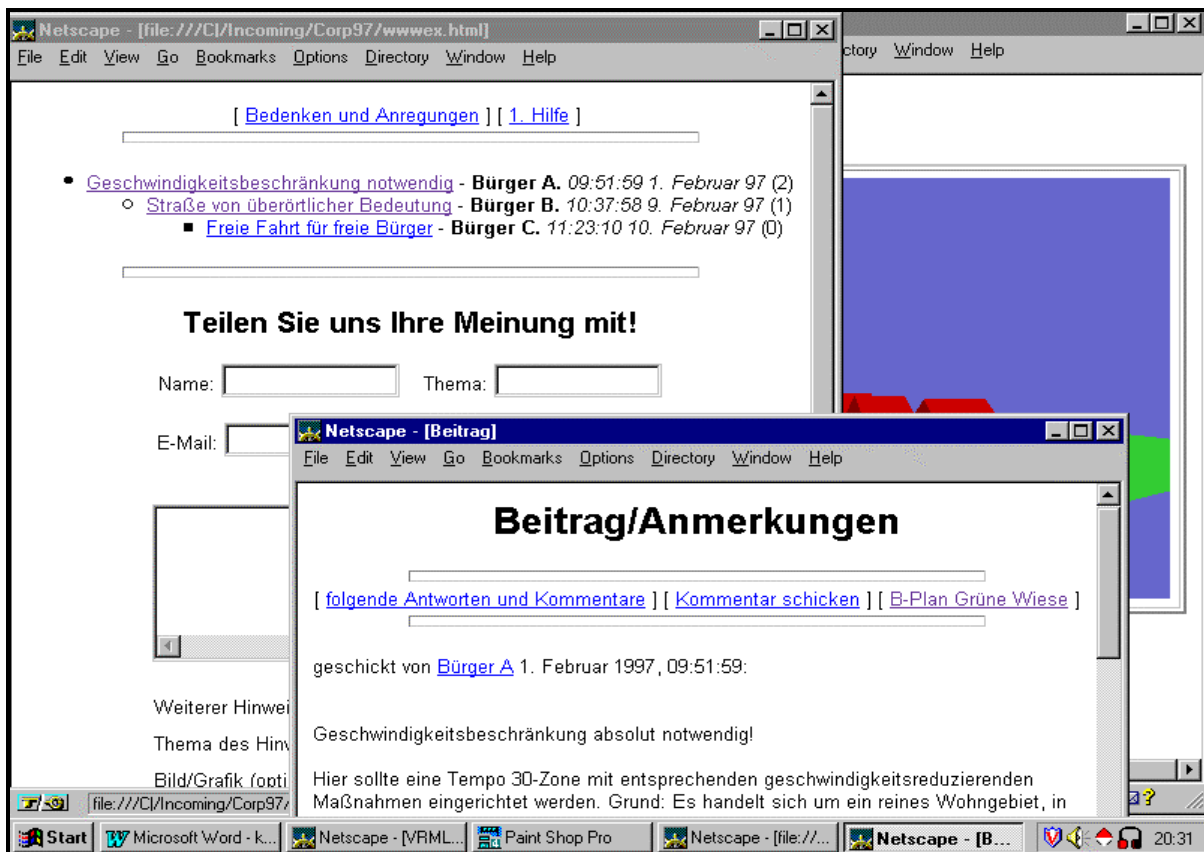 Netscape - [file:///C|/Incoming/Corp97/wwwex.html]
File Edit View Go Bookmarks Options Directory Window Help
ctory Window Help
[ Bedenken und Anregungen ] [ 1. Hilfe ]
Geschwindigkeitsbeschränkung notwendig - Bürger A. 09:51:59 1. Februar 97 (2)
Straße von überörtlicher Bedeutung - Bürger B. 10:37:58 9. Februar 97 (1)
Freie Fahrt für freie Bürger - Bürger C. 11:23:10 10. Februar 97 (0)
Teilen Sie uns Ihre Meinung mit!
Name: Thema:
E-Mail:
Weiterer Hinwei
Thema des Hinv
Bild/Grafik (opti
file:///C|/Incoming/Corp97/
Netscape - [Beitrag]
File Edit View Go Bookmarks Options Directory Window Help
Beitrag/Anmerkungen
[ folgende Antworten und Kommentare ] [ Kommentar schicken ] [ B-Plan Grüne Wiese ]
geschickt von Bürger A 1. Februar 1997, 09:51:59:
Geschwindigkeitsbeschränkung absolut notwendig!
Hier sollte eine Tempo 30-Zone mit entsprechenden geschwindigkeitsreduzierenden
Maßnahmen eingerichtet werden. Grund: Es handelt sich um ein reines Wohngebiet, in
Start Microsoft Word - k... Netscape - [VRML... Paint Shop Pro Netscape - [file://... Netscape - [B... 20:31